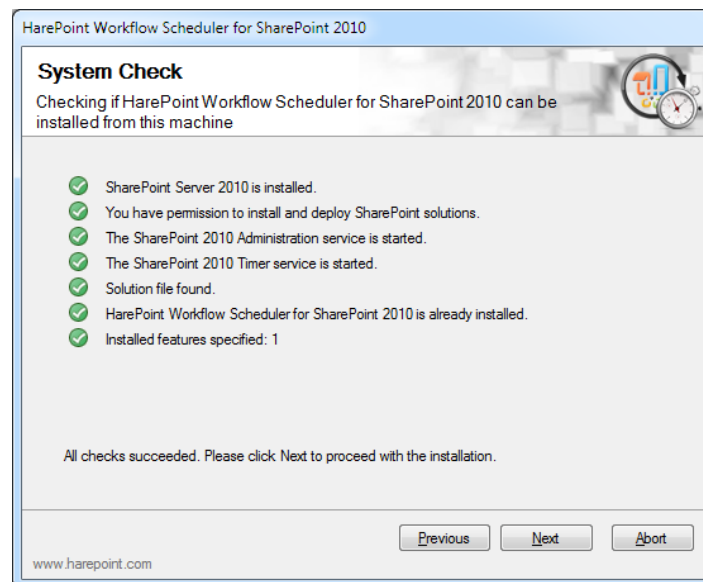 HarePoint Workflow Scheduler for SharePoint 2010
System Check
Checking if HarePoint Workflow Scheduler for SharePoint 2010 can be
installed from this machine
SharePoint Server 2010 is installed.
You have permission to install and deploy SharePoint solutions.
The SharePoint 2010 Administration service is started.
The SharePoint 2010 Timer service is started.
Solution file found.
HarePoint Workflow Scheduler for SharePoint 2010 is already installed.
Installed features specified: 1
All checks succeeded. Please click Next to proceed with the installation.
Previous Next Abort
www.harepoint.com